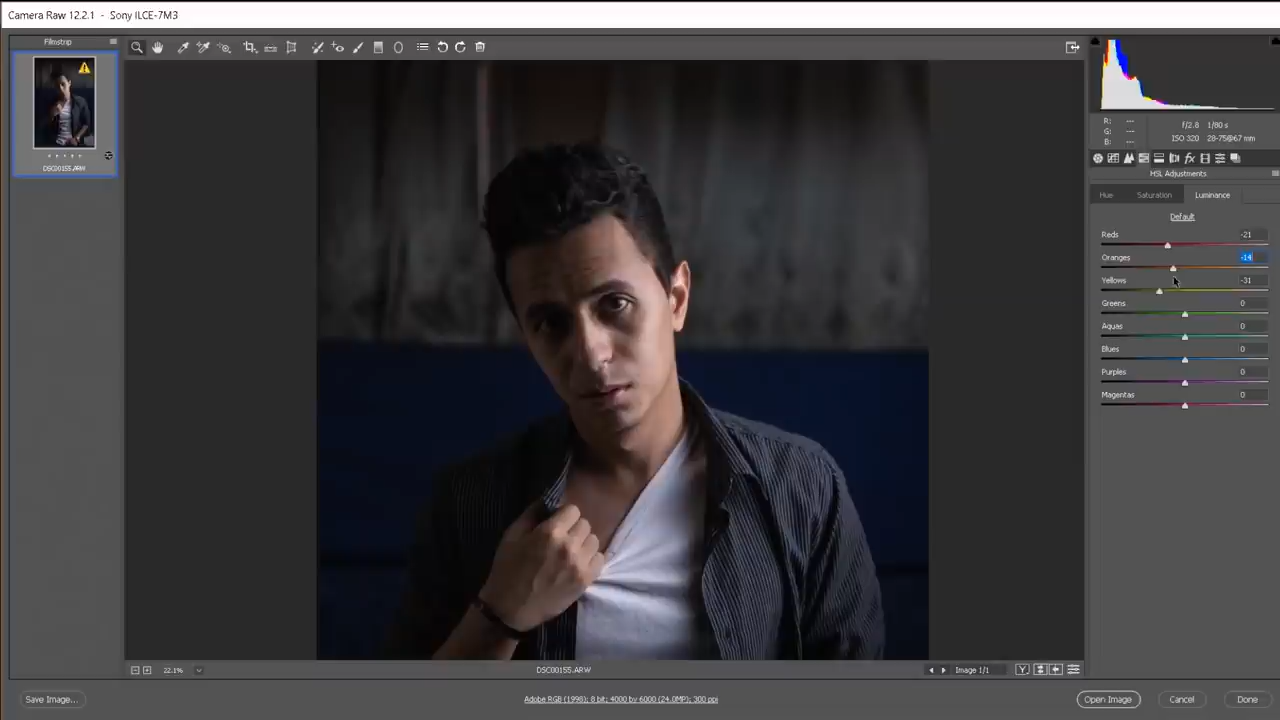 Camera Raw 12.2.1 - Sony ILCE-7M3
Filmstrip
DSC00155.ARW
R: ---
G: ---
B: ---
f/2.8 1/80 s
ISO 320 28-75@67 mm
HSL Adjustments
Hue Saturation Luminance
Default
Reds -21
Oranges -14
Yellows -31
Greens 0
Aquas 0
Blues 0
Purples 0
Magentas 0
22.1%
DSC00155.ARW
Image 1/1
Y
Save Image...
Adobe RGB (1998); 8 bit; 4000 by 6000 (24.0MP); 300 ppi
Open Image
Cancel
Done